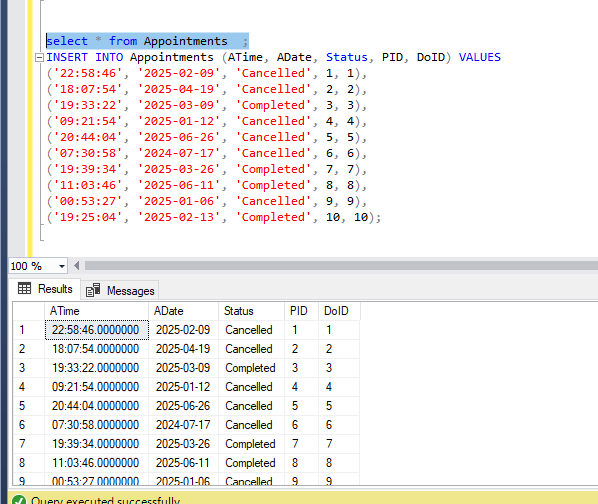 select * from Appointments ;
INSERT INTO Appointments (ATime, ADate, Status, PID, DoID) VALUES
('22:58:46', '2025-02-09', 'Cancelled', 1, 1),
('18:07:54', '2025-04-19', 'Cancelled', 2, 2),
('19:33:22', '2025-03-09', 'Completed', 3, 3),
('09:21:54', '2025-01-12', 'Cancelled', 4, 4),
('20:44:04', '2025-06-26', 'Cancelled', 5, 5),
('07:30:58', '2024-07-17', 'Cancelled', 6, 6),
('19:39:34', '2025-03-26', 'Completed', 7, 7),
('11:03:46', '2025-06-11', 'Completed', 8, 8),
('00:53:27', '2025-01-06', 'Cancelled', 9, 9),
('19:25:04', '2025-02-13', 'Completed', 10, 10);
100 %
Results Messages
ATime ADate Status PID DoID
1 22:58:46.0000000 2025-02-09 Cancelled 1 1
2 18:07:54.0000000 2025-04-19 Cancelled 2 2
3 19:33:22.0000000 2025-03-09 Completed 3 3
4 09:21:54.0000000 2025-01-12 Cancelled 4 4
5 20:44:04.0000000 2025-06-26 Cancelled 5 5
6 07:30:58.0000000 2024-07-17 Cancelled 6 6
7 19:39:34.0000000 2025-03-26 Completed 7 7
8 11:03:46.0000000 2025-06-11 Completed 8 8
9 00:53:27.0000000 2025-01-06 Cancelled 9 9
Query executed successfully